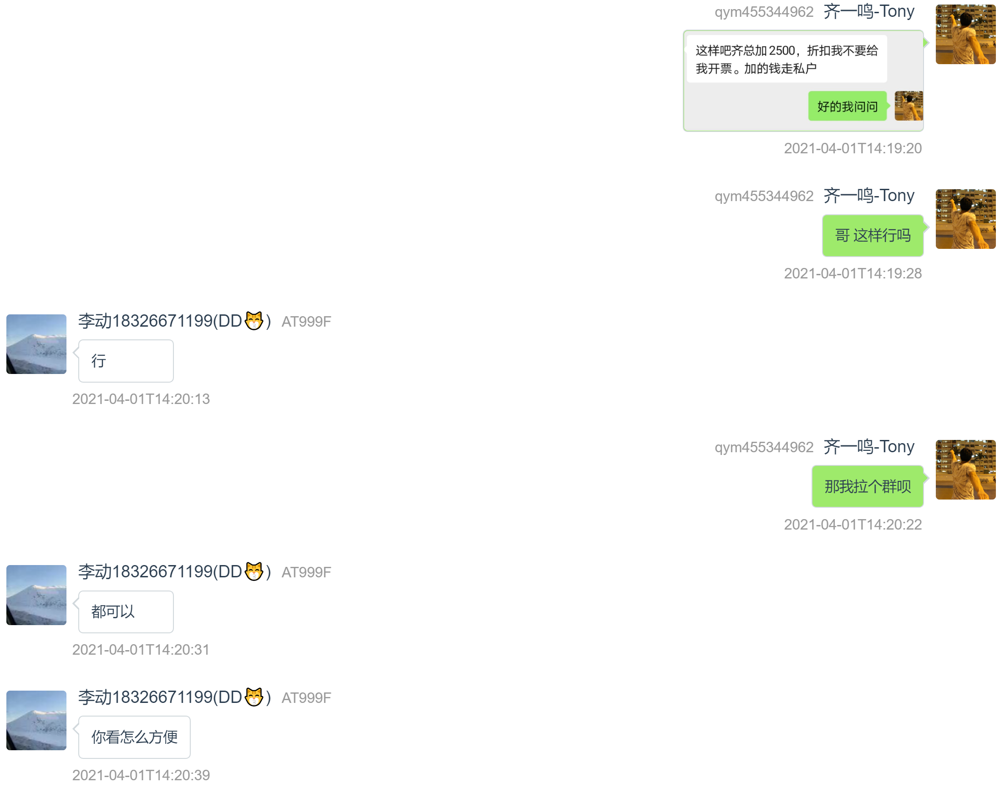 qym455344962 齐一鸣-Tony
这样吧齐总加2500，折扣我不要给
我开票。加的钱走私户
好的我问问
2021-04-01T14:19:20
qym455344962 齐一鸣-Tony
哥 这样行吗
2021-04-01T14:19:28
李动18326671199(DD😽) AT999F
行
2021-04-01T14:20:13
qym455344962 齐一鸣-Tony
那我拉个群呗
2021-04-01T14:20:22
李动18326671199(DD😽) AT999F
都可以
2021-04-01T14:20:31
李动18326671199(DD😽) AT999F
你看怎么方便
2021-04-01T14:20:39